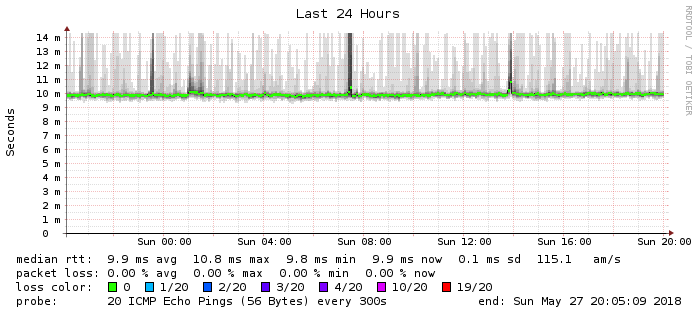 Last 24 Hours
RRDTOOL / TOBI OETIKER
Seconds
14 m
13 m
12 m
11 m
10 m
9 m
8 m
7 m
6 m
5 m
4 m
3 m
2 m
1 m
0
Sun 00:00 Sun 04:00 Sun 08:00 Sun 12:00 Sun 16:00 Sun 20:00
median rtt: 9.9 ms avg 10.8 ms max 9.8 ms min 9.9 ms now 0.1 ms sd 115.1 am/s
packet loss: 0.00 % avg 0.00 % max 0.00 % min 0.00 % now
loss color: 0 1/20 2/20 3/20 4/20 10/20 19/20
probe: 20 ICMP Echo Pings (56 Bytes) every 300s end: Sun May 27 20:05:09 2018